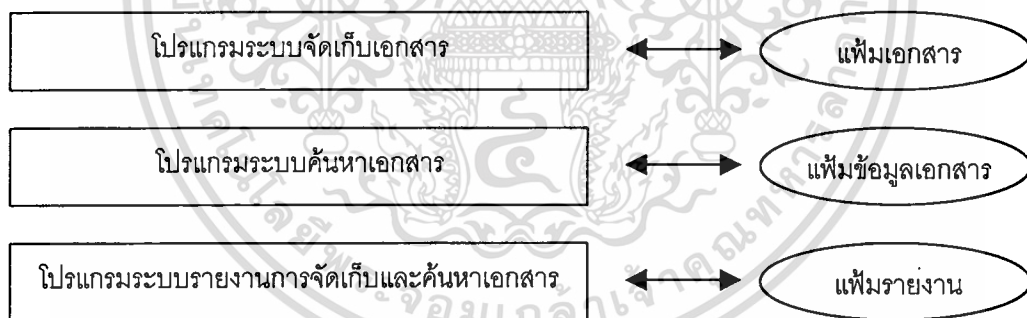 โปรแกรมระบบจัดเก็บเอกสาร
แฟ้มเอกสาร
โปรแกรมระบบค้นหาเอกสาร
แฟ้มข้อมูลเอกสาร
โปรแกรมระบบรายงานการจัดเก็บและค้นหาเอกสาร
แฟ้มรายงาน